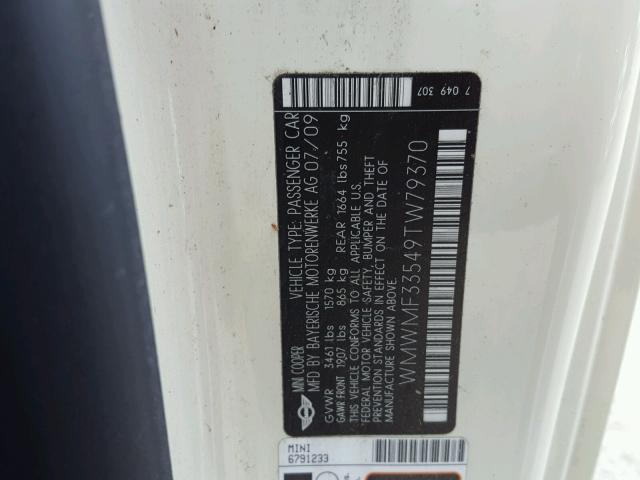 MINI COOPER VEHICLE TYPE: PASSENGER CAR
MFD BY BAYERISCHE MOTORENWERKE AG 07/09
GVWR 3461 lbs 1570 kg
GAWR FRONT 1907 lbs 865 kg REAR 1664 lbs 755 kg
THIS VEHICLE CONFORMS TO ALL APPLICABLE U.S.
FEDERAL MOTOR VEHICLE SAFETY, BUMPER AND THEFT
PREVENTION STANDARDS IN EFFECT ON THE DATE OF
MANUFACTURE SHOWN ABOVE.
WMWMF33549TW79370
7 049 307
MINI
6791233